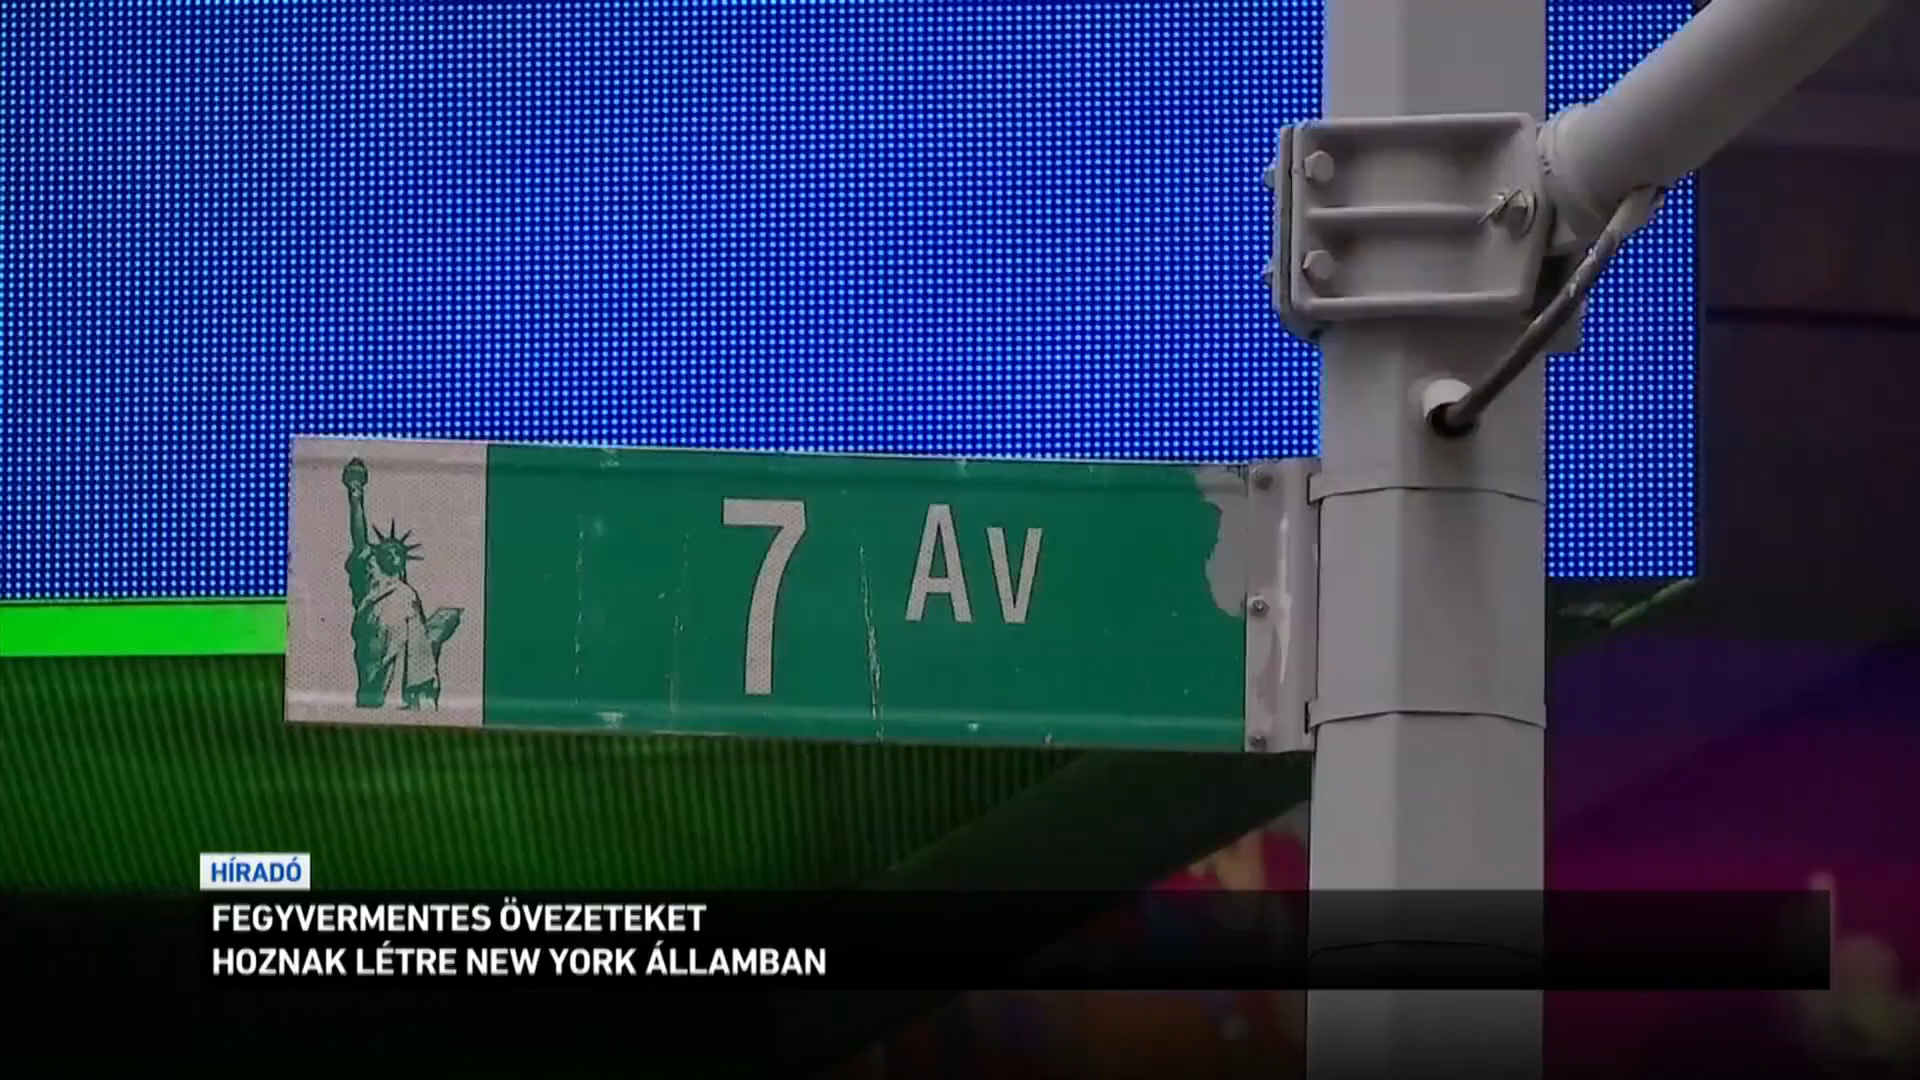 7 AV
HÍRADÓ
FEGYVERMENTES ÖVEZETEKET
HOZNAK LÉTRE NEW YORK ÁLLAMBAN